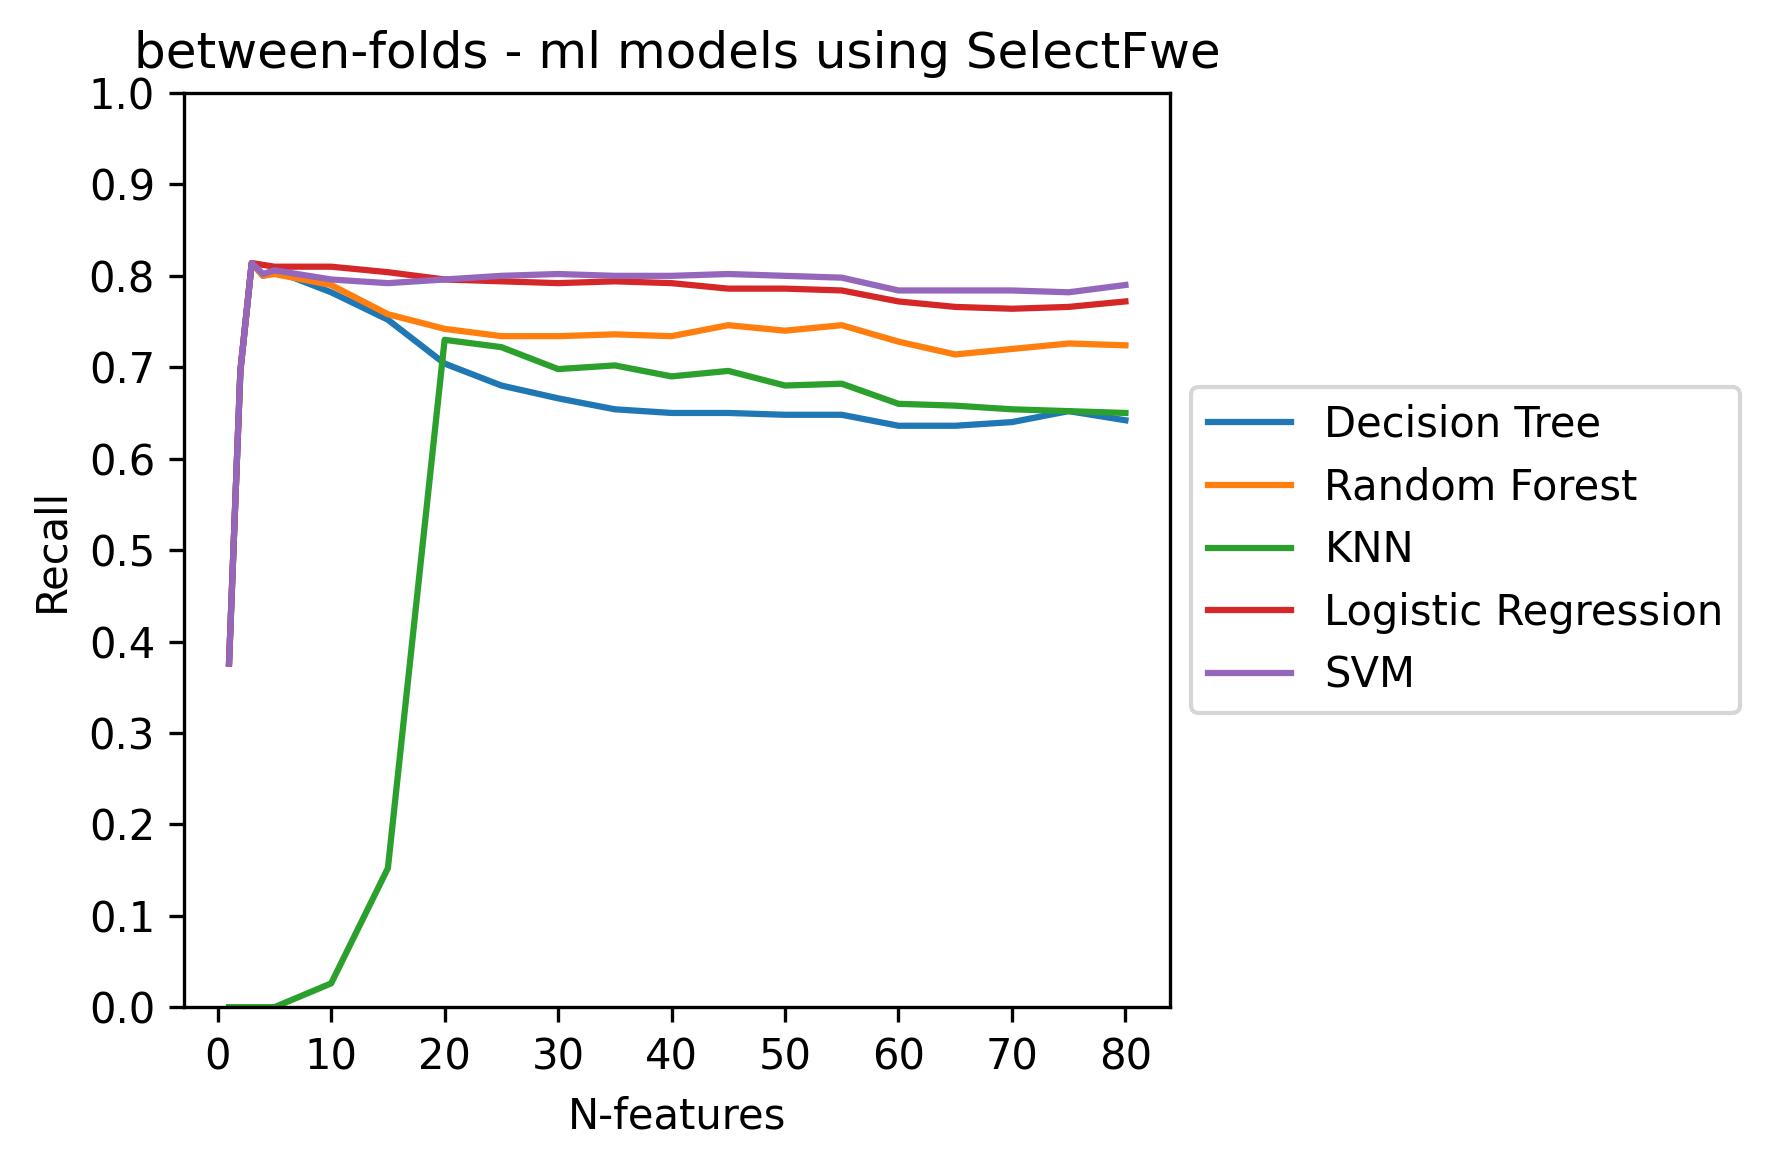 between-folds - ml models using SelectFwe
1.0
0.9
0.8
0.7
0.6
0.5
0.4
0.3
0.2
0.1
0.0
Recall
0 10 20 30 40 50 60 70 80
N-features
Decision Tree
Random Forest
KNN
Logistic Regression
SVM